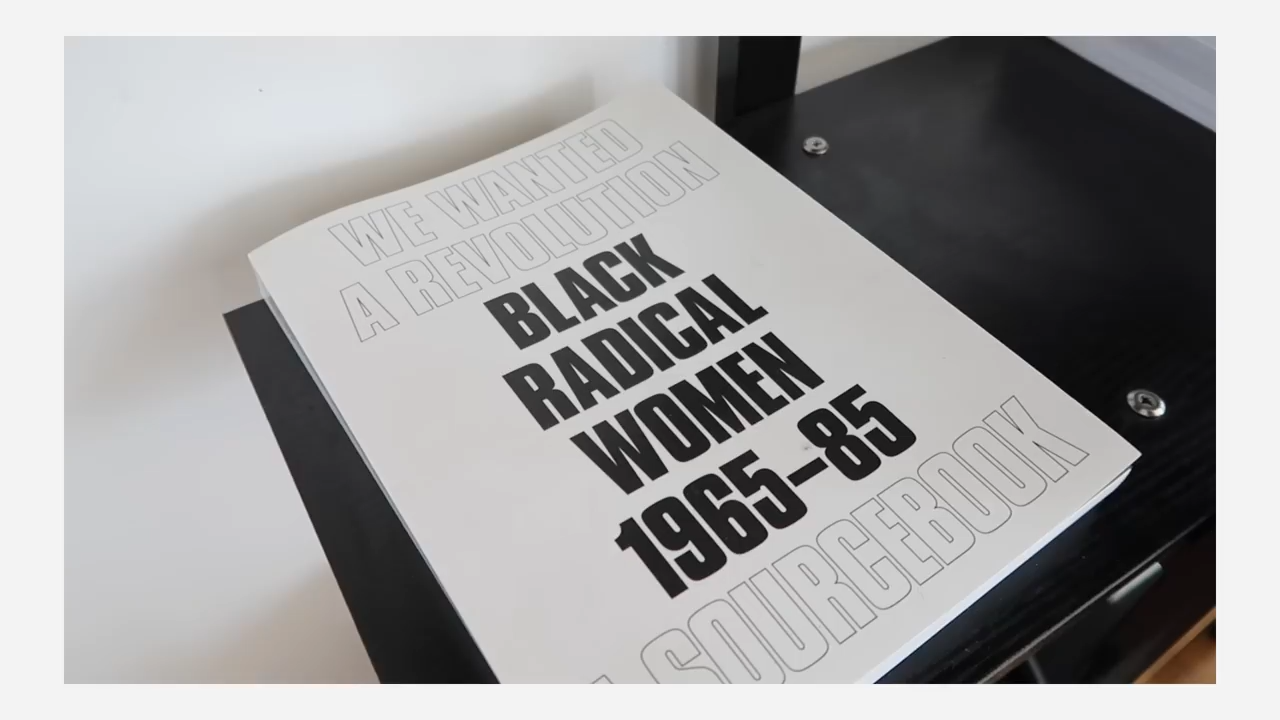 WE WANTED
A REVOLUTION
BLACK
RADICAL
WOMEN
1965–85
SOURCEBOOK